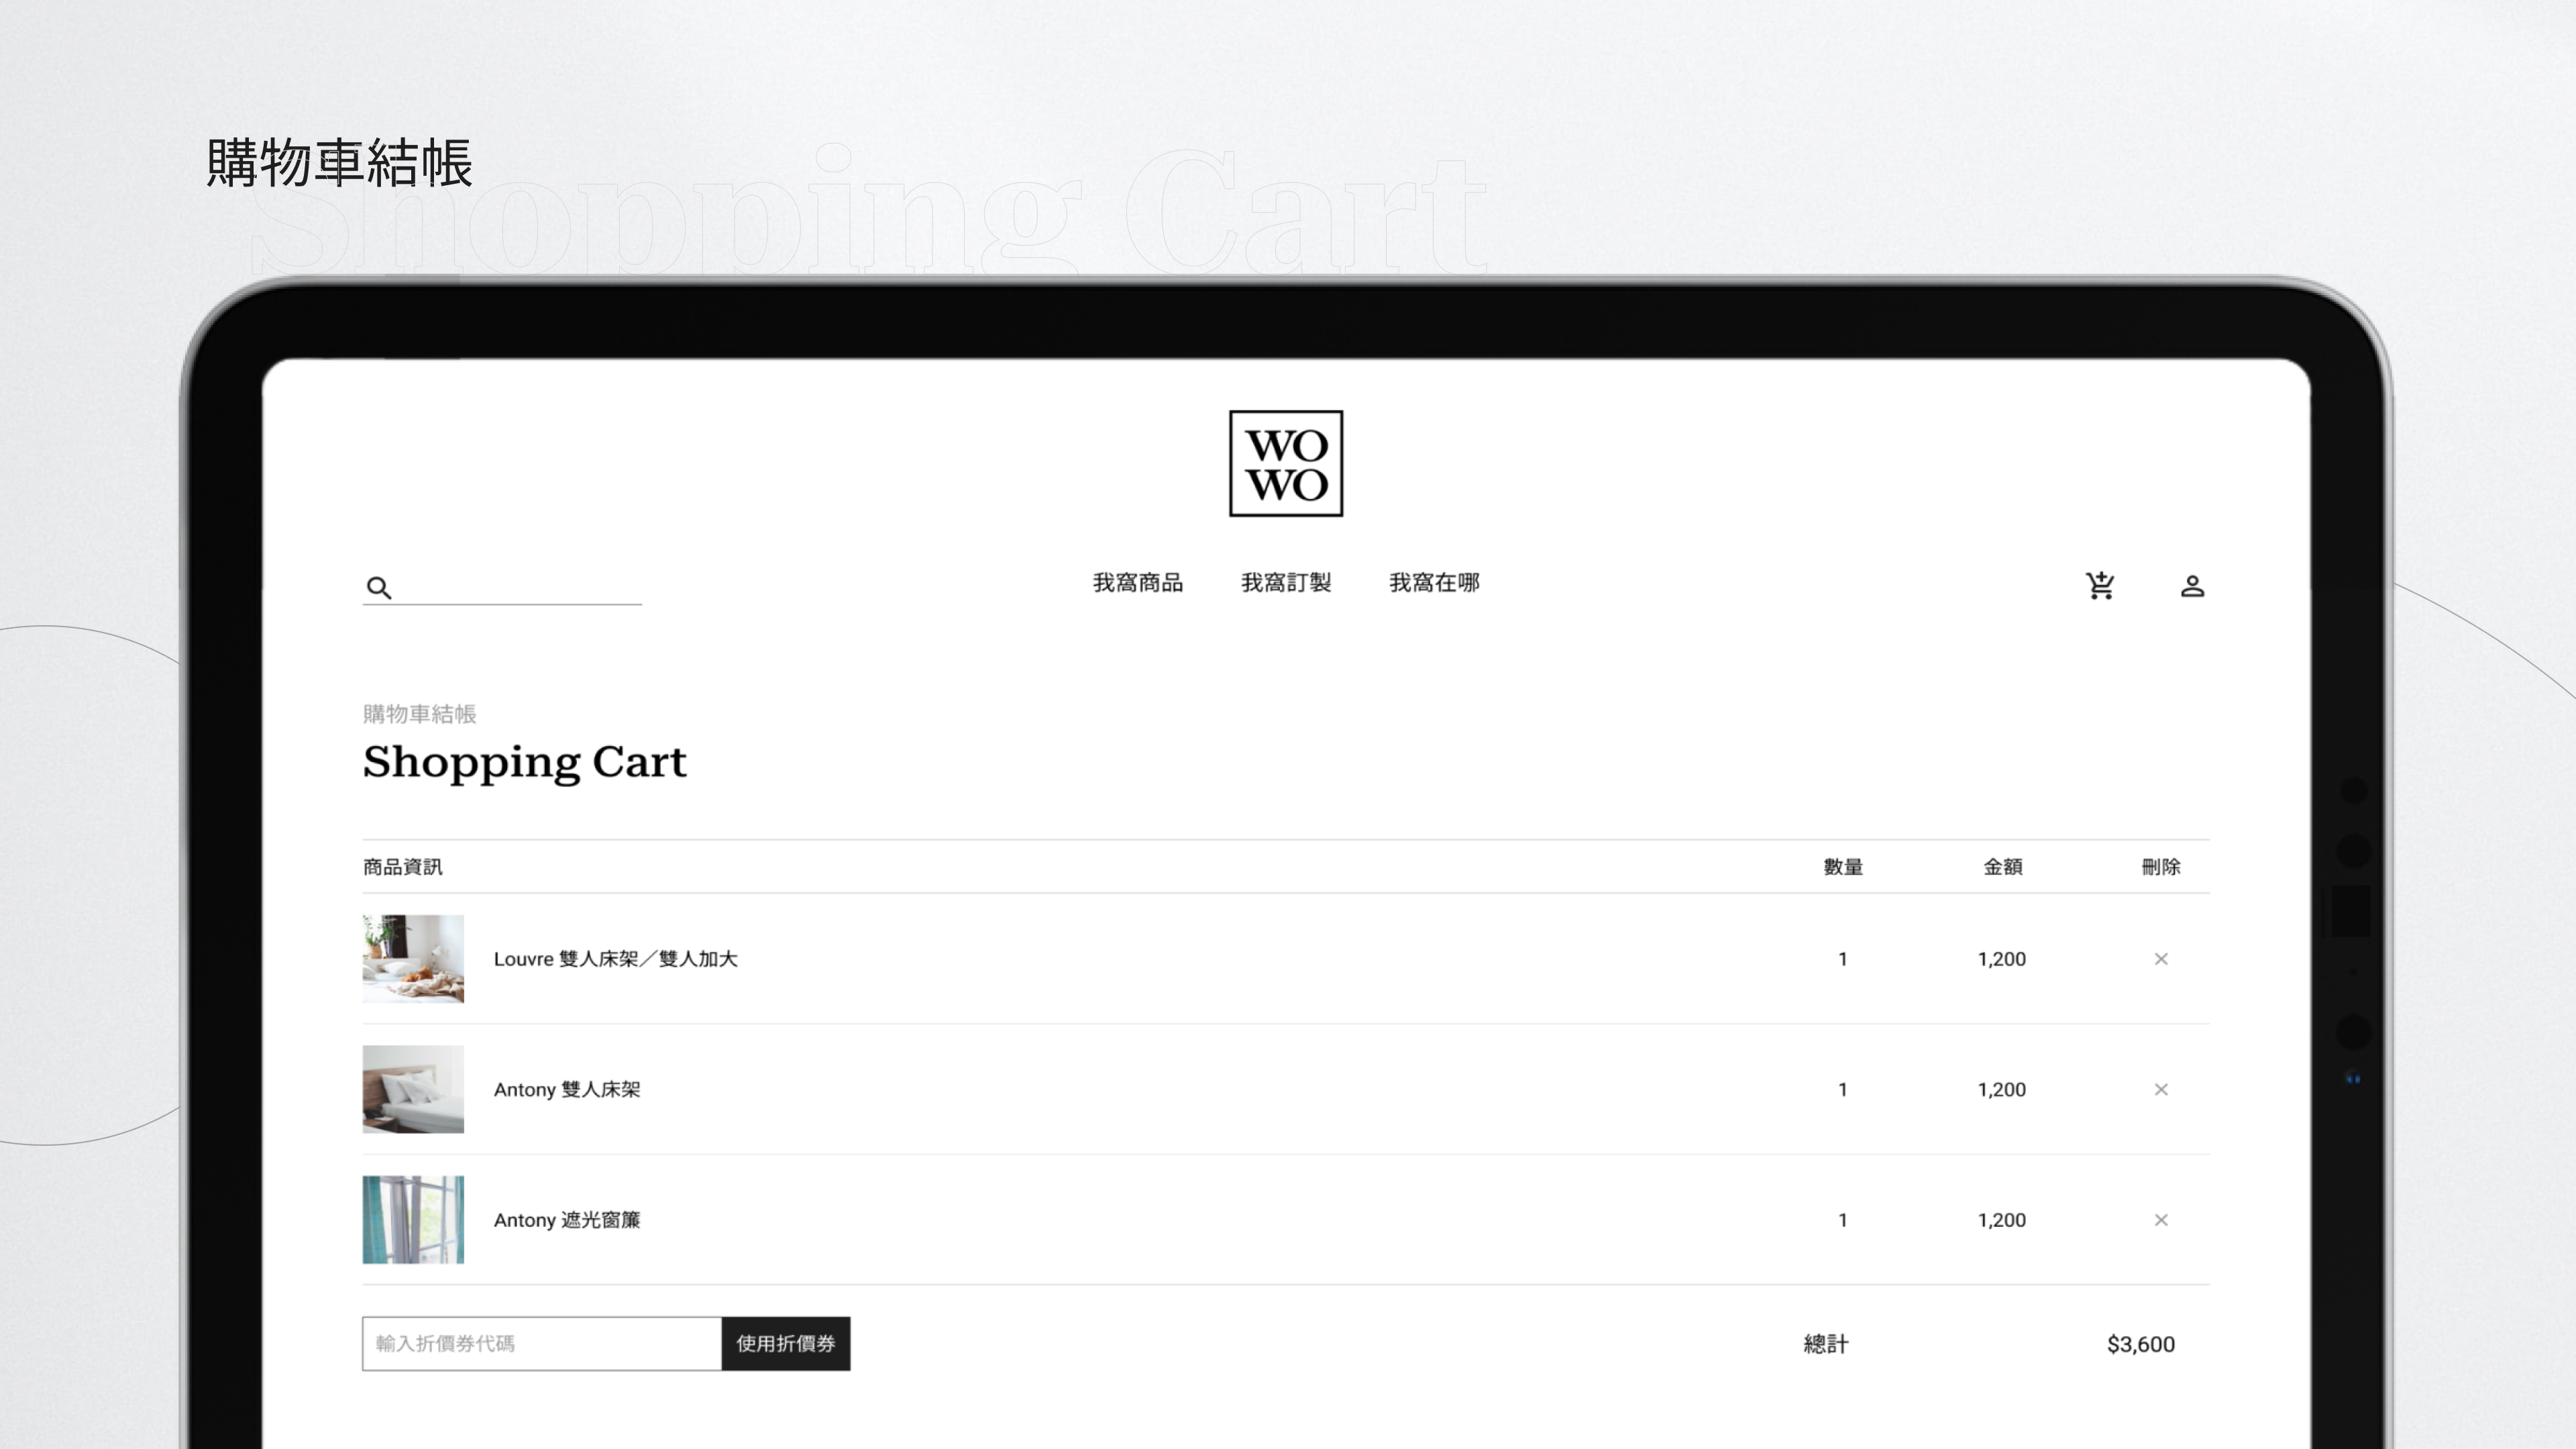 購物車結帳
Shopping Cart
WO
WO
我窩商品 我窩訂製 我窩在哪
購物車結帳
Shopping Cart
商品資訊 數量 金額 刪除
Louvre 雙人床架／雙人加大 1 1,200 ×
Antony 雙人床架 1 1,200 ×
Antony 遮光窗簾 1 1,200 ×
輸入折價券代碼 使用折價券 總計 $3,600